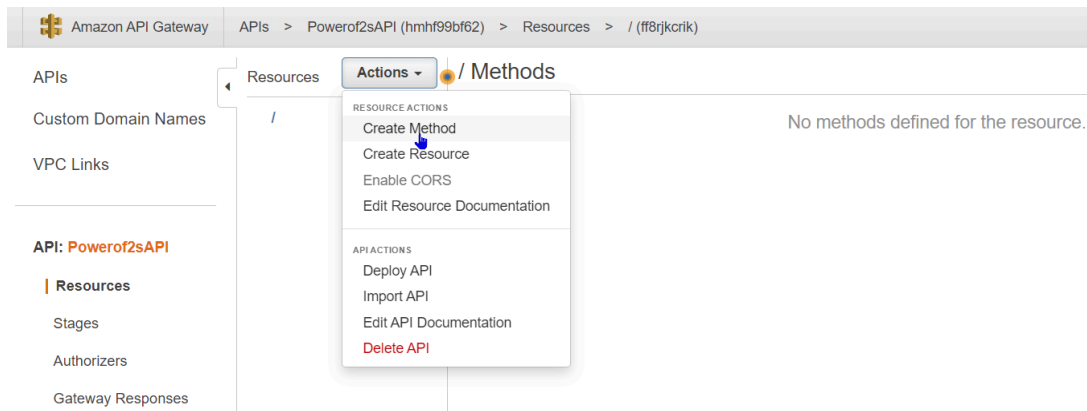 Amazon API Gateway
APIs > Powerof2sAPI (hmhf99bf62) > Resources > / (ff8rjkcrik)
APIs
Custom Domain Names
VPC Links
API: Powerof2sAPI
Resources
Stages
Authorizers
Gateway Responses
Resources
/
Actions
RESOURCE ACTIONS
Create Method
Create Resource
Enable CORS
Edit Resource Documentation
API ACTIONS
Deploy API
Import API
Edit API Documentation
Delete API
/ Methods
No methods defined for the resource.